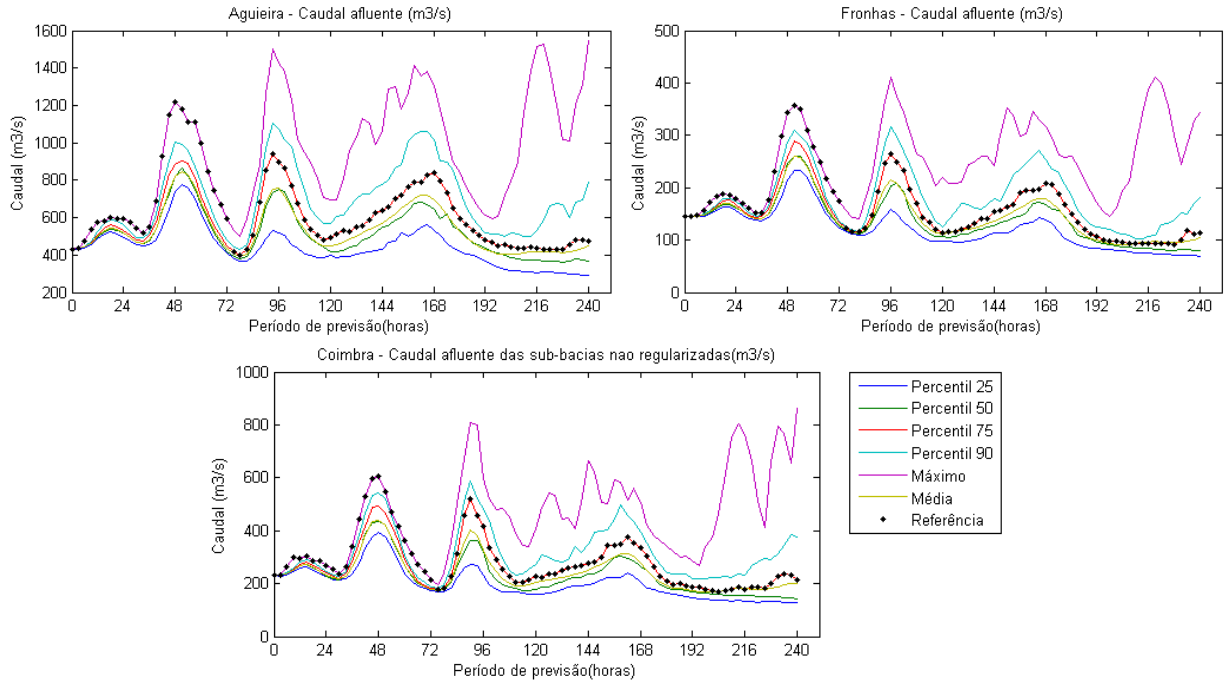 Aguieira - Caudal afluente (m3/s)
Caudal (m3/s)
1600
1400
1200
1000
800
600
400
200
0 24 48 72 96 120 144 168 192 216 240
Período de previsão(horas)
Fronhas - Caudal afluente (m3/s)
Caudal (m3/s)
500
400
300
200
100
0
0 24 48 72 96 120 144 168 192 216 240
Período de previsão(horas)
Coimbra - Caudal afluente das sub-bacias nao regularizadas(m3/s)
Caudal (m3/s)
1000
800
600
400
200
0
0 24 48 72 96 120 144 168 192 216 240
Período de previsão(horas)
Percentil 25
Percentil 50
Percentil 75
Percentil 90
Máximo
Média
Referência